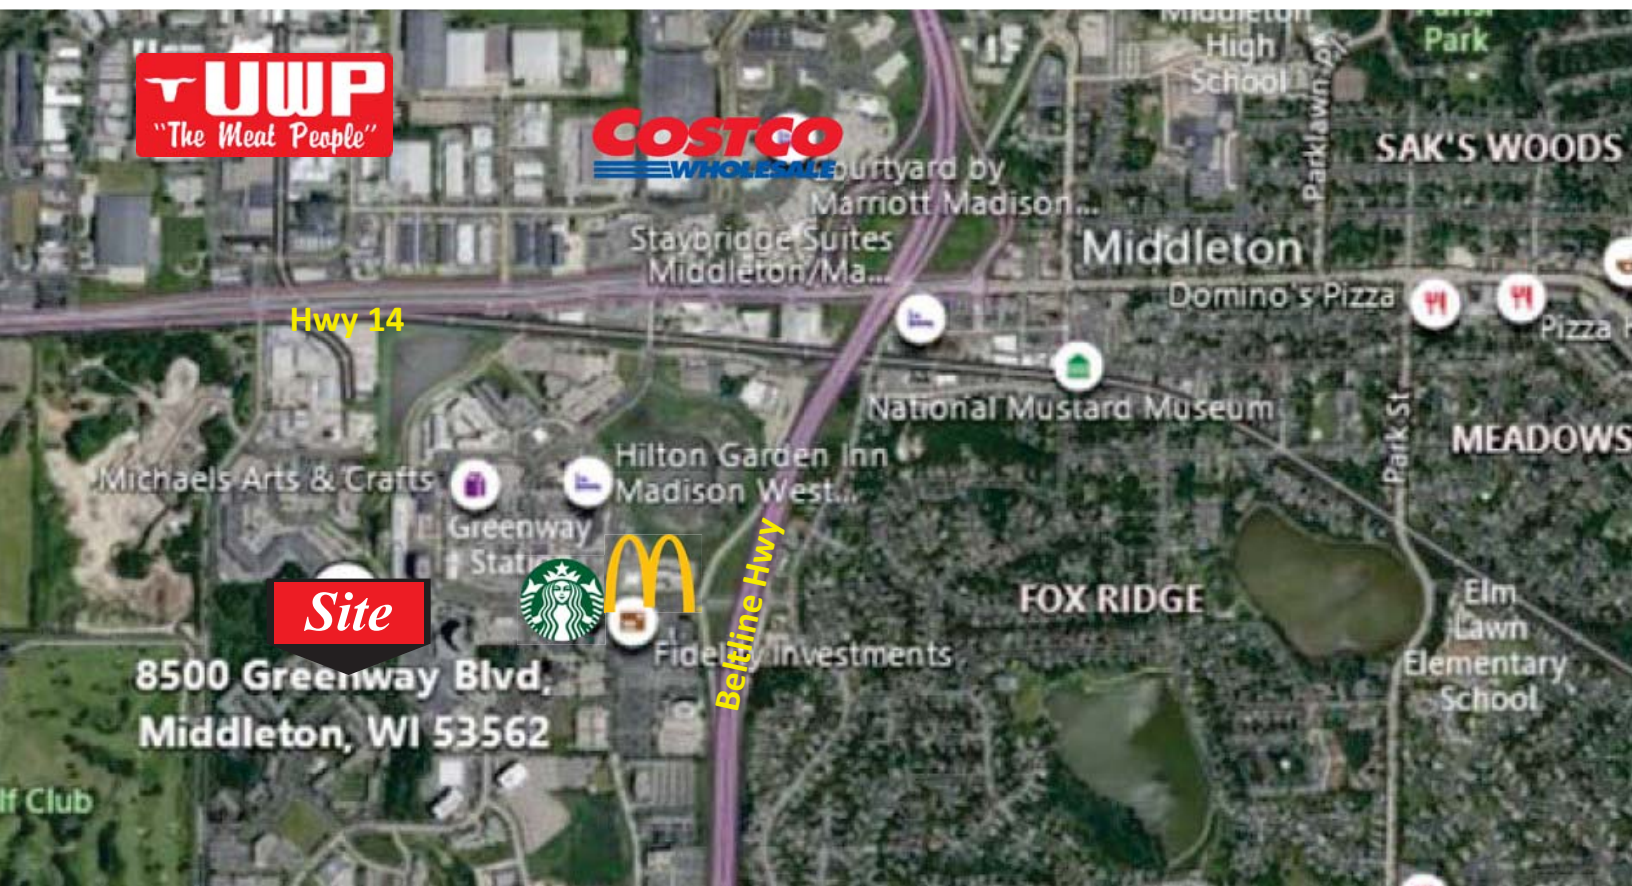 Middleton
High
School
Parklawn Pl
Park
UWP
"The Meat People"
COSTCO
WHOLESALE
SAK'S WOODS
Courtyard by
Marriott Madison...
Staybridge Suites
Middleton/Ma...
Middleton
Domino's Pizza
Pizza
Hwy 14
National Mustard Museum
Park St
MEADOWS
Michaels Arts & Crafts
Hilton Garden Inn
Madison West...
Greenway
Station
Beltline Hwy
Site
FOX RIDGE
Elm
Lawn
Elementary
School
Fidelity Investments
8500 Greenway Blvd,
Middleton, WI 53562
lf Club